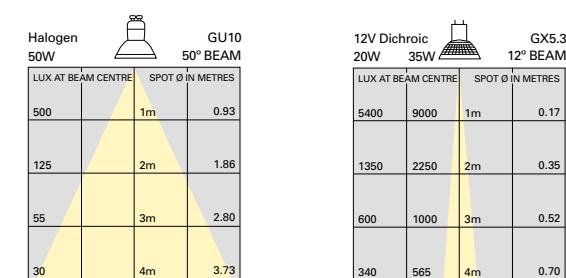 Halogen GU10
50W 50° BEAM
LUX AT BEAM CENTRE SPOT Ø IN METRES
500 1m 0.93
125 2m 1.86
55 3m 2.80
30 4m 3.73
12V Dichroic GX5.3
20W 35W 12° BEAM
LUX AT BEAM CENTRE SPOT Ø IN METRES
5400 9000 1m 0.17
1350 2250 2m 0.35
600 1000 3m 0.52
340 565 4m 0.70